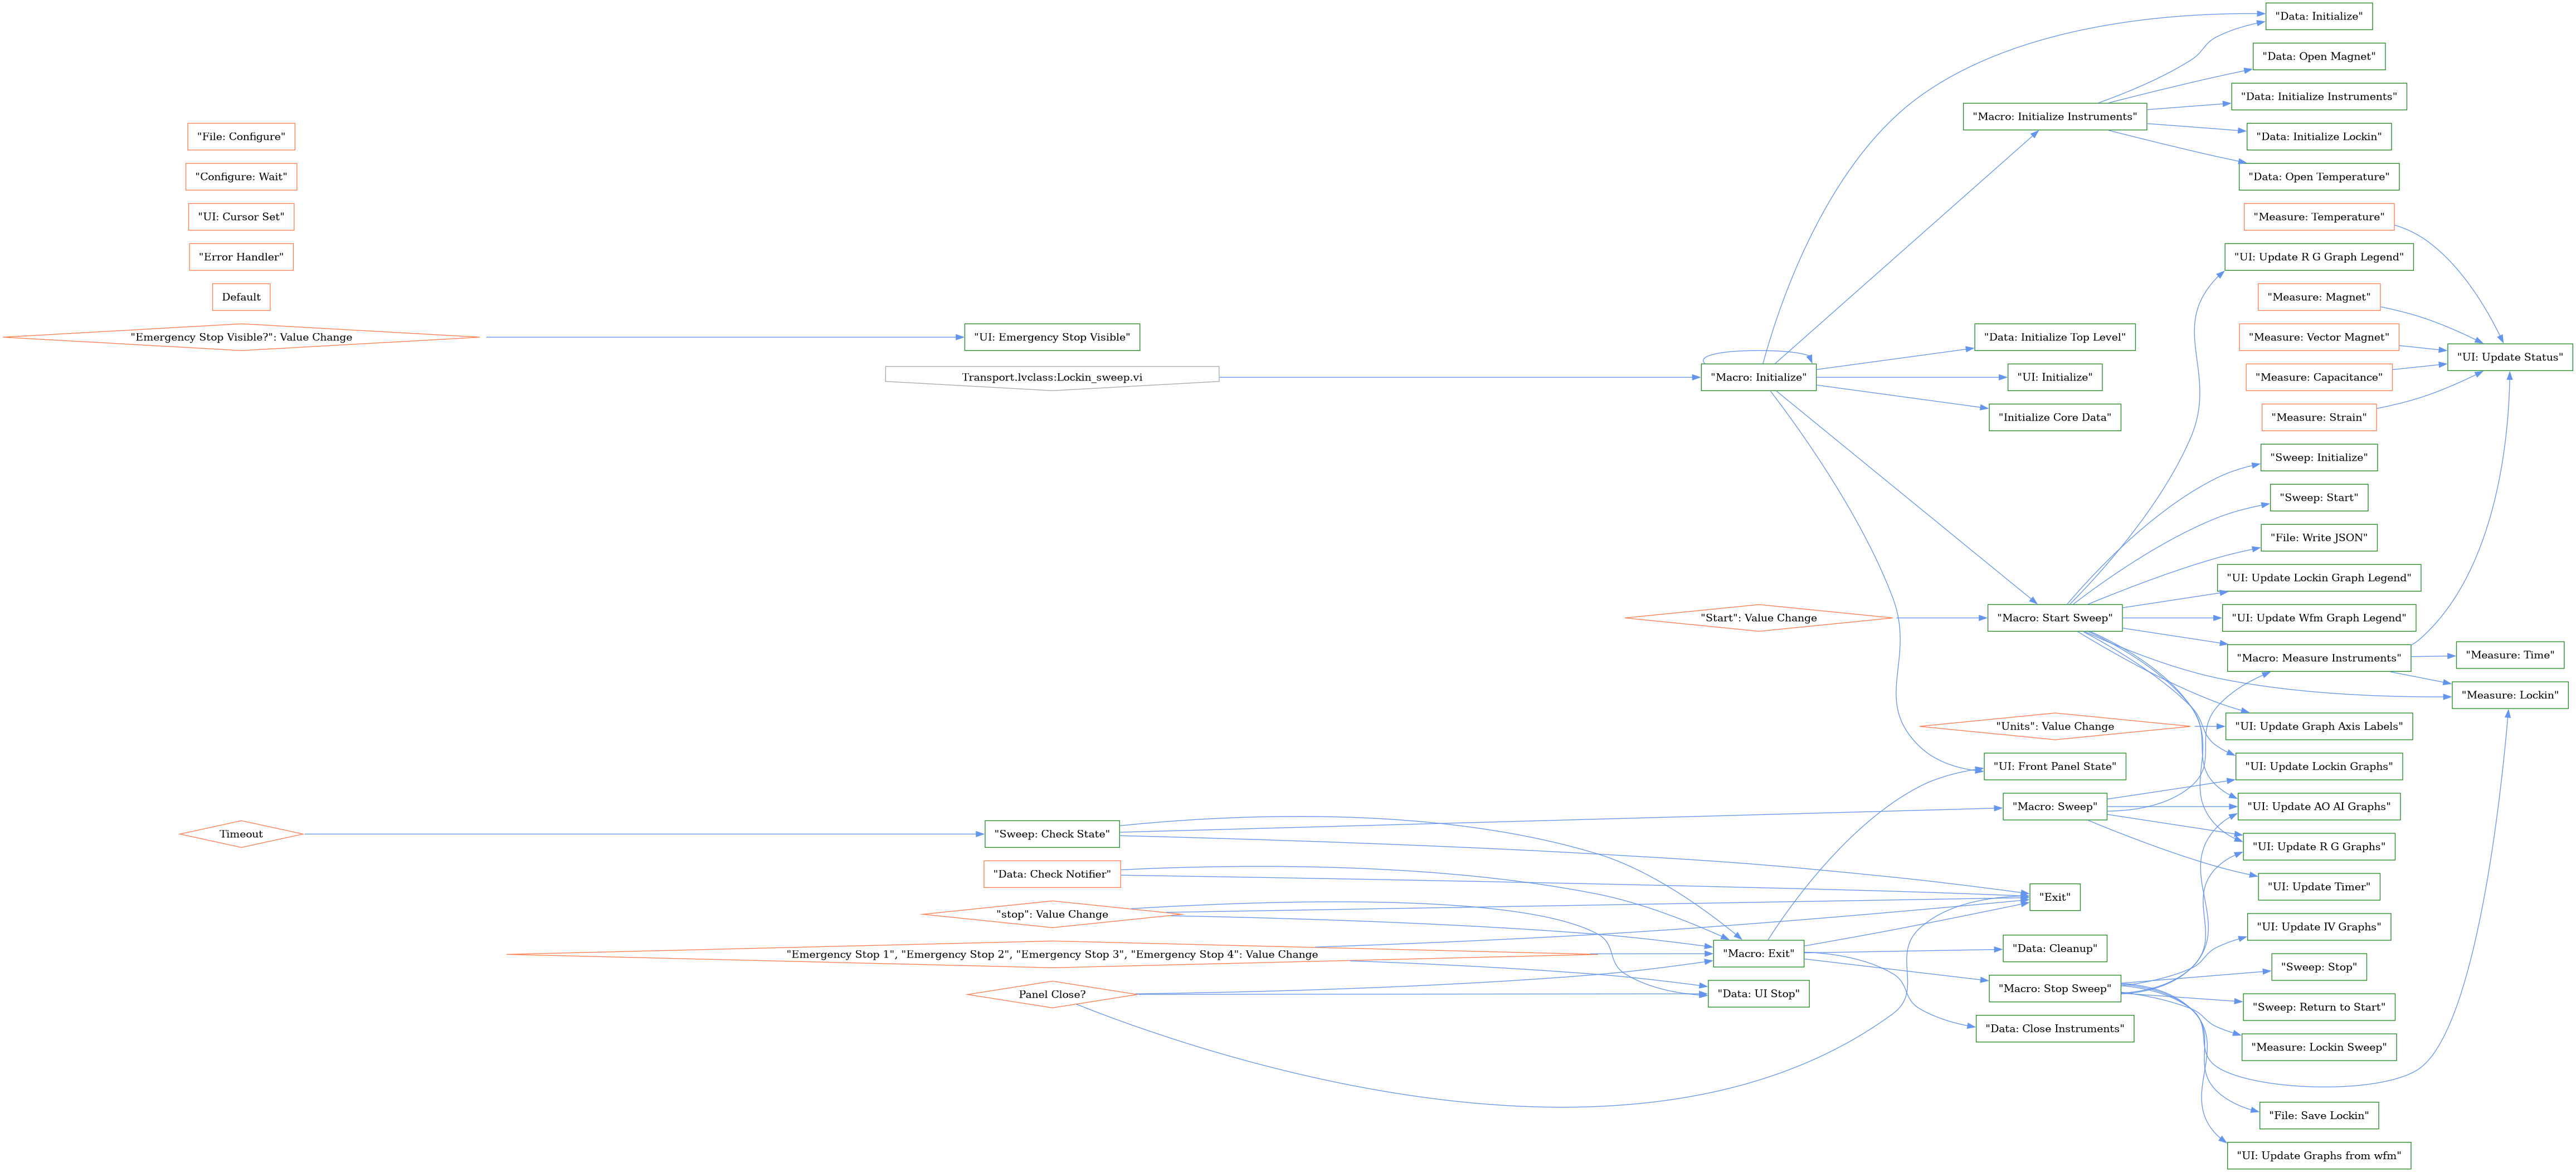 "Data: Initialize"
"Data: Open Magnet"
"Data: Initialize Instruments"
"Macro: Initialize Instruments"
"File: Configure"
"Data: Initialize Lockin"
"Configure: Wait"
"Data: Open Temperature"
"UI: Cursor Set"
"Measure: Temperature"
"Error Handler"
"UI: Update R G Graph Legend"
Default
"Measure: Magnet"
"Emergency Stop Visible?": Value Change
"UI: Emergency Stop Visible"
"Data: Initialize Top Level"
"Measure: Vector Magnet"
"UI: Update Status"
Transport.lvclass:Lockin_sweep.vi
"Macro: Initialize"
"UI: Initialize"
"Measure: Capacitance"
"Initialize Core Data"
"Measure: Strain"
"Sweep: Initialize"
"Sweep: Start"
"File: Write JSON"
"UI: Update Lockin Graph Legend"
"Start": Value Change
"Macro: Start Sweep"
"UI: Update Wfm Graph Legend"
"Macro: Measure Instruments"
"Measure: Time"
"Measure: Lockin"
"Units": Value Change
"UI: Update Graph Axis Labels"
"UI: Front Panel State"
"UI: Update Lockin Graphs"
"Macro: Sweep"
"UI: Update AO AI Graphs"
Timeout
"Sweep: Check State"
"UI: Update R G Graphs"
"Data: Check Notifier"
"UI: Update Timer"
"Exit"
"stop": Value Change
"UI: Update IV Graphs"
"Emergency Stop 1", "Emergency Stop 2", "Emergency Stop 3", "Emergency Stop 4": Value Change
"Macro: Exit"
"Data: Cleanup"
"Sweep: Stop"
Panel Close?
"Data: UI Stop"
"Macro: Stop Sweep"
"Sweep: Return to Start"
"Data: Close Instruments"
"Measure: Lockin Sweep"
"File: Save Lockin"
"UI: Update Graphs from wfm"